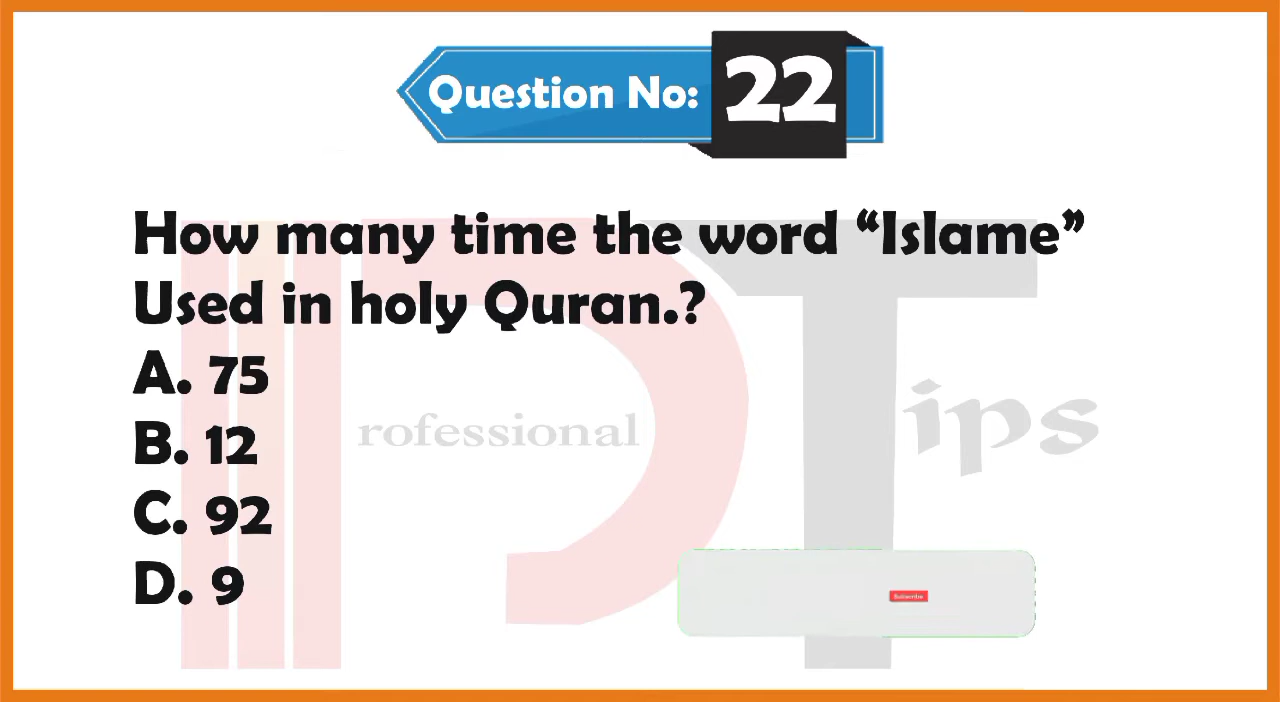 Question No: 22
How many time the word “Islame”
Used in holy Quran.?
A. 75
B. 12
C. 92
D. 9
rofessional
ips
Subscribe